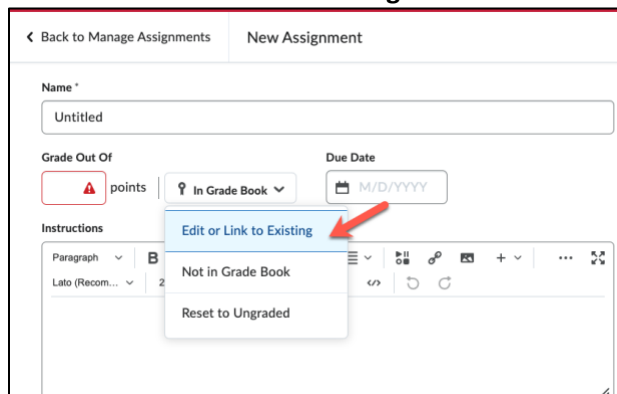 Back to Manage Assignments New Assignment
Name *
Untitled
Grade Out Of Due Date
points In Grade Book M/D/YYYY
Edit or Link to Existing
Instructions
Paragraph B
Lato (Recom... 2
Not in Grade Book
Reset to Ungraded